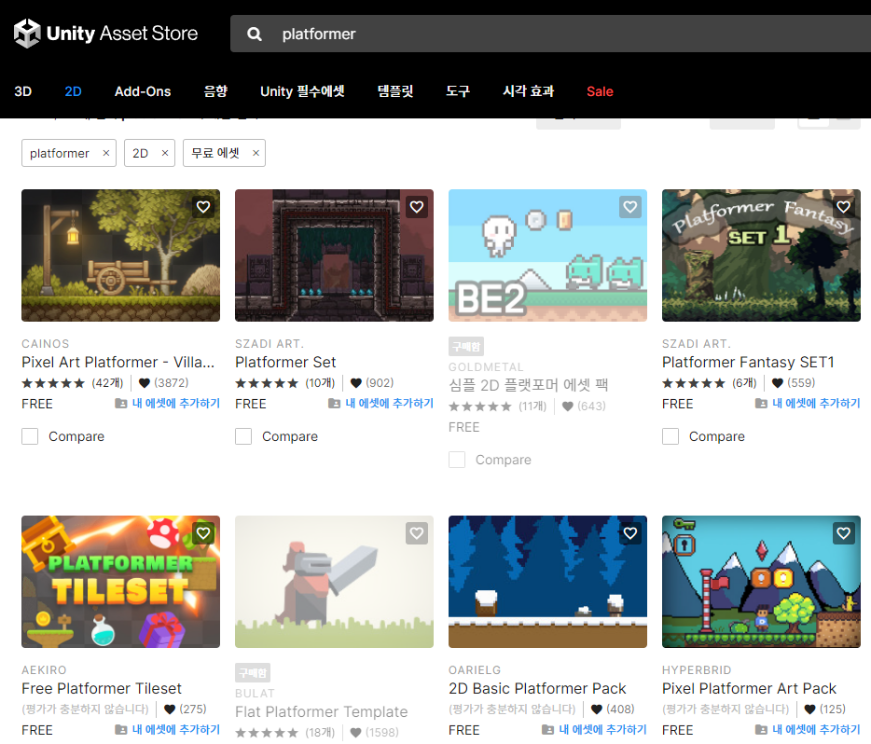 Unity Asset Store
platformer
3D 2D Add-Ons 음향 Unity 필수에셋 템플릿 도구 시각 효과 Sale
platformer × 2D × 무료 에셋 ×
BE2
Platformer Fantasy
SET 1
CAINOS
Pixel Art Platformer - Villa...
★★★★★ (42개) ♥ (3872)
FREE 내 에셋에 추가하기
Compare
SZADI ART.
Platformer Set
★★★★★ (10개) ♥ (902)
FREE 내 에셋에 추가하기
Compare
구매함
GOLDMETAL
심플 2D 플랫포머 에셋 팩
★★★★★ (11개) ♥ (643)
FREE
Compare
SZADI ART.
Platformer Fantasy SET1
★★★★★ (6개) ♥ (559)
FREE 내 에셋에 추가하기
Compare
PLATFORMER
TILESET
AEKIRO
Free Platformer Tileset
(평가가 충분하지 않습니다) ♥ (275)
FREE 내 에셋에 추가하기
구매함
BULAT
Flat Platformer Template
★★★★★ (18개) ♥ (1598)
OARIELG
2D Basic Platformer Pack
(평가가 충분하지 않습니다) ♥ (408)
FREE 내 에셋에 추가하기
HYPERBRID
Pixel Platformer Art Pack
(평가가 충분하지 않습니다) ♥ (125)
FREE 내 에셋에 추가하기